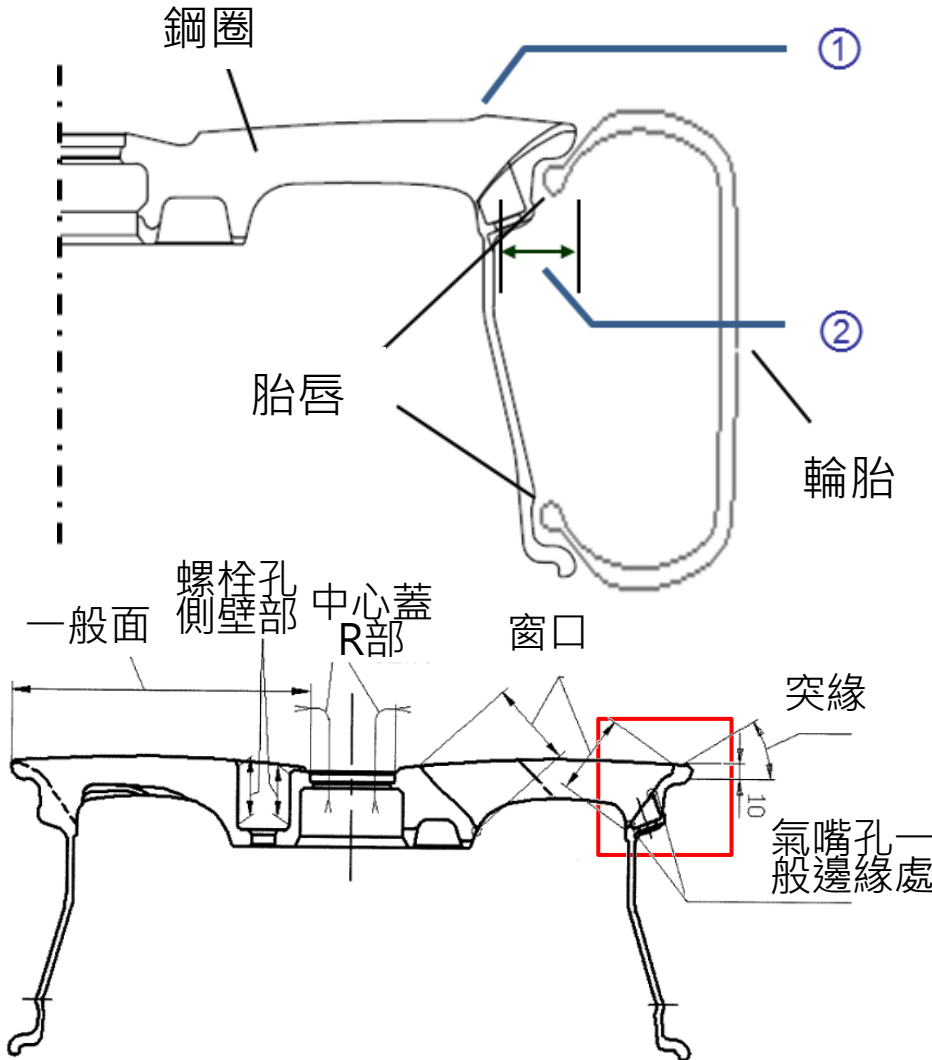 鋼圈
①
②
胎唇
輪胎
一般面
螺栓孔
側壁部
中心蓋
R部
窗口
突緣
10
氣嘴孔一
般邊緣處